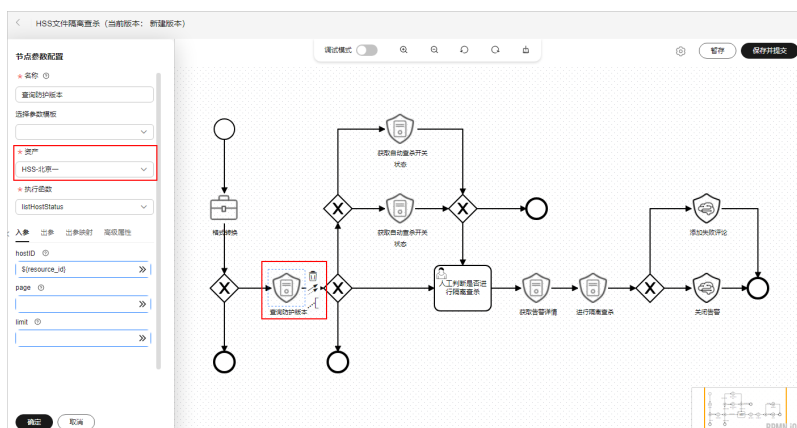 HSS文件隔离查杀（当前版本： 新建版本）
节点参数配置
* 名称
查询防护版本
选择参数模板
* 资产
HSS-北京一
* 执行函数
listHostStatus
入参 出参 出参映射 高级属性
hostID
${resource_id}
page
limit
确定 取消
调试模式
暂存 保存并提交
获取自动查杀开关
状态
格式转换
获取自动查杀开关
状态
添加失败评论
查询防护版本
人工判断是否进
行隔离查杀
获取告警详情
进行隔离查杀
关闭告警
BPMN.iO